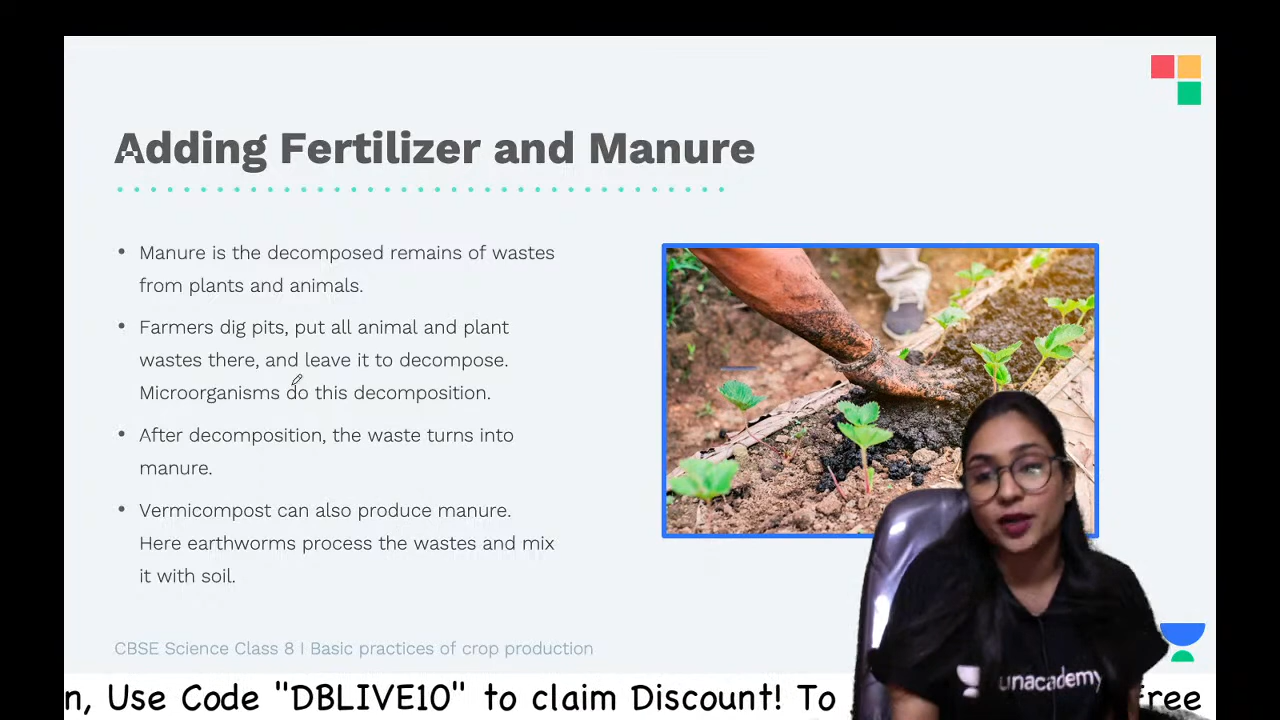 Adding Fertilizer and Manure
• Manure is the decomposed remains of wastes
from plants and animals.
• Farmers dig pits, put all animal and plant
wastes there, and leave it to decompose.
Microorganisms do this decomposition.
• After decomposition, the waste turns into
manure.
• Vermicompost can also produce manure.
Here earthworms process the wastes and mix
it with soil.
CBSE Science Class 8 I Basic practices of crop production
unacademy
n, Use Code "DBLIVE10" to claim Discount! To free